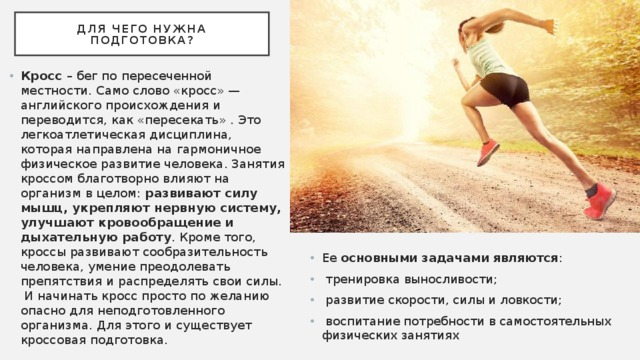 ДЛЯ ЧЕГО НУЖНА
ПОДГОТОВКА?
• Кросс – бег по пересеченной
местности. Само слово «кросс» —
английского происхождения и
переводится, как «пересекать» . Это
легкоатлетическая дисциплина,
которая направлена на гармоничное
физическое развитие человека. Занятия
кроссом благотворно влияют на
организм в целом: развивают силу
мышц, укрепляют нервную систему,
улучшают кровообращение и
дыхательную работу. Кроме того,
кроссы развивают сообразительность
человека, умение преодолевать
препятствия и распределять свои силы.
И начинать кросс просто по желанию
опасно для неподготовленного
организма. Для этого и существует
кроссовая подготовка.
• Ее основными задачами являются:
• тренировка выносливости;
• развитие скорости, силы и ловкости;
• воспитание потребности в самостоятельных
физических занятиях